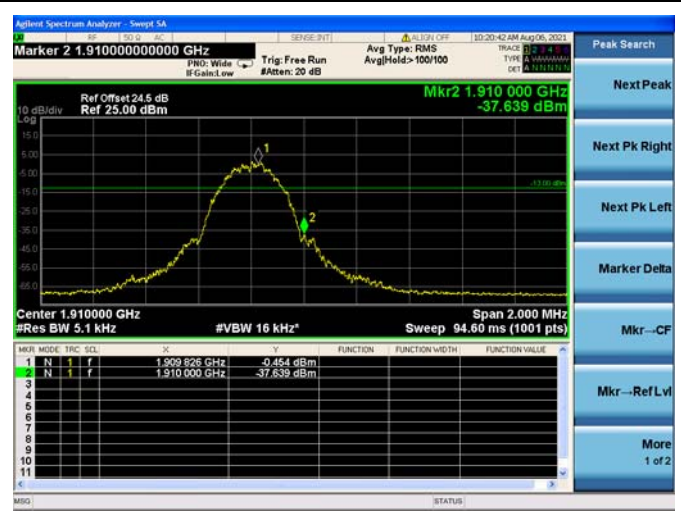 Agilent Spectrum Analyzer - Swept SA
RF 50 Ω AC SENSE:INT ALIGN OFF 10:20:42 AM Aug 06, 2021
Marker 2 1.910000000000 GHz
PNO: Wide
IFGain:Low
Trig: Free Run
#Atten: 20 dB
Avg Type: RMS
Avg|Hold:> 100/100
TRACE 1 2 3 4 5 6
TYPE A
DET A N N N N N
Peak Search
Mkr2 1.910 000 GHz
-37.639 dBm
Ref Offset 24.5 dB
10 dB/div Ref 25.00 dBm
Log
15.0
5.00
-5.00
-15.0
-25.0
-35.0
-45.0
-55.0
-65.0
1
2
-13.00 dBm
Center 1.910000 GHz Span 2.000 MHz
#Res BW 5.1 kHz #VBW 16 kHz* Sweep 94.60 ms (1001 pts)
MKR MODE TRC SCL X Y FUNCTION FUNCTION WIDTH FUNCTION VALUE
1 N 1 f 1.909 826 GHz -0.454 dBm
2 N 1 f 1.910 000 GHz -37.639 dBm
3
4
5
6
7
8
9
10
11
MSG STATUS
Next Peak
Next Pk Right
Next Pk Left
Marker Delta
Mkr→CF
Mkr→Ref Lvl
More
1 of 2